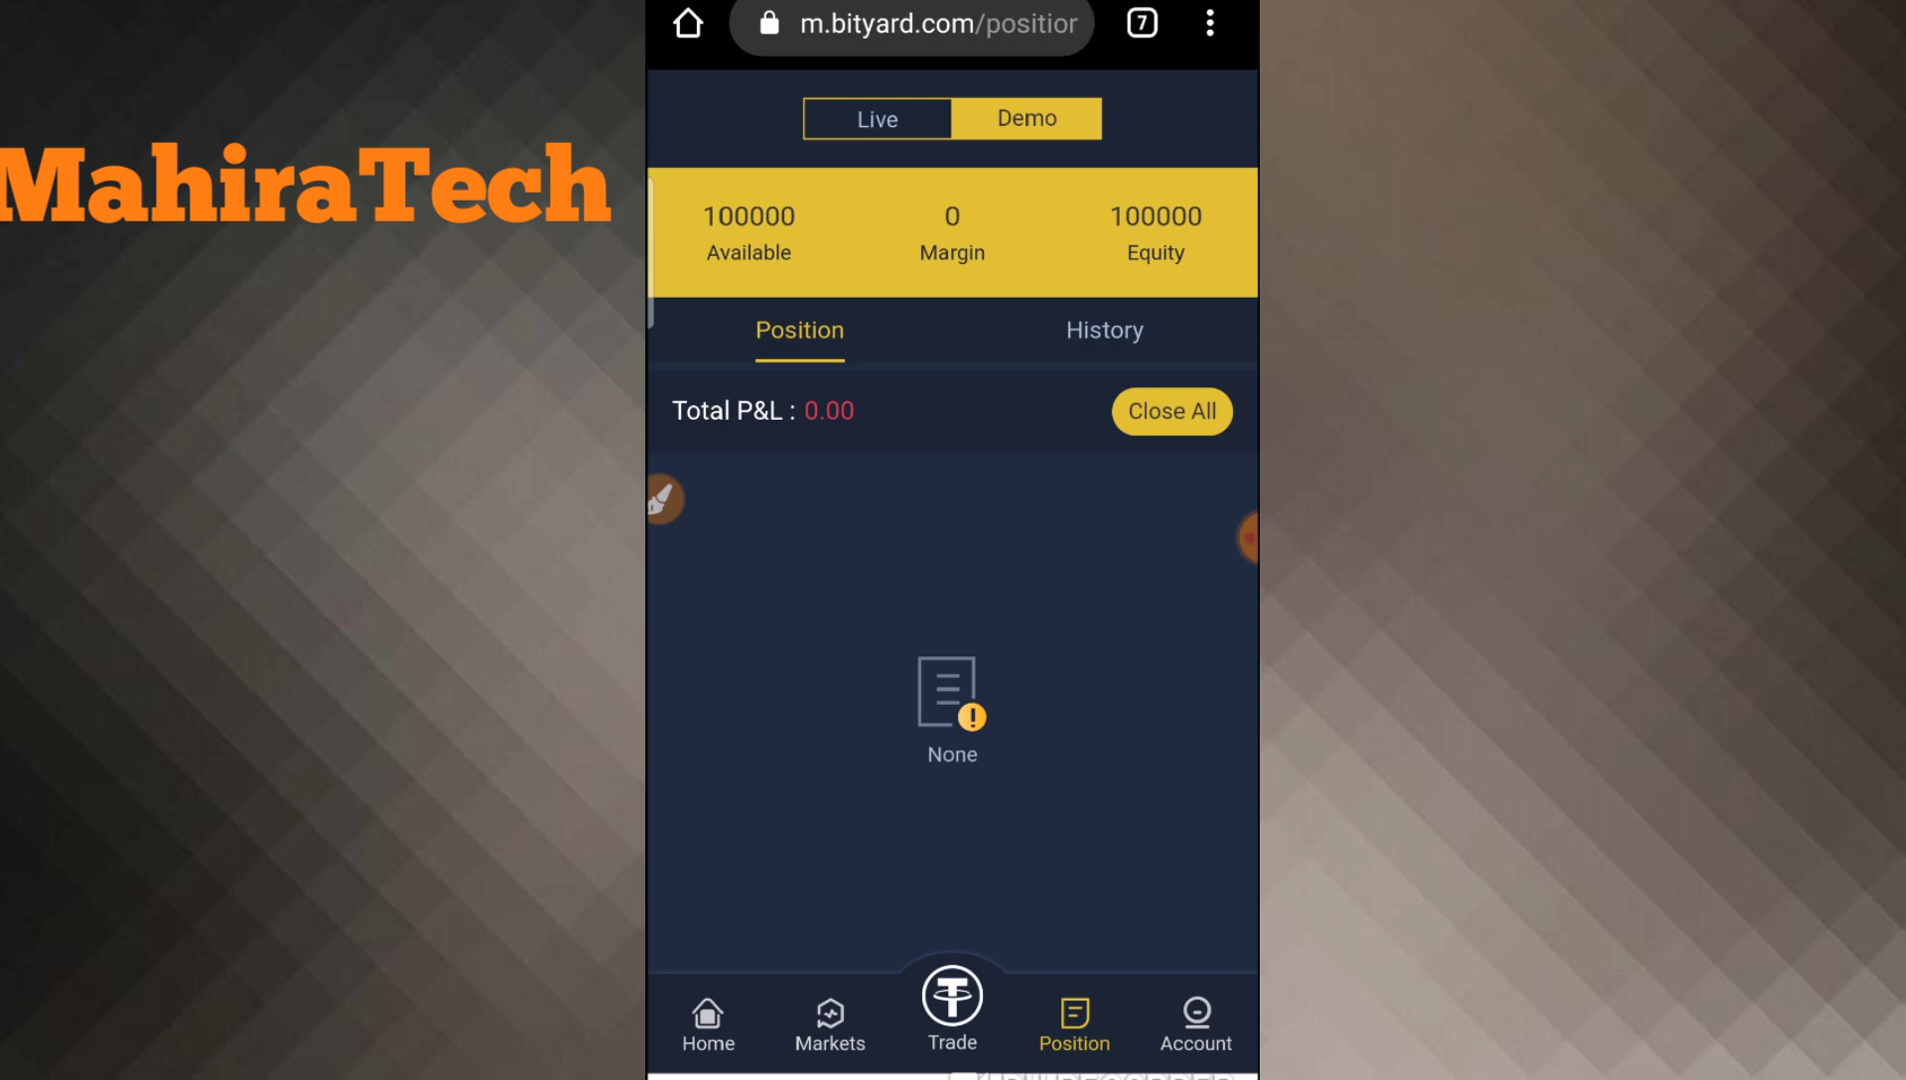 m.bityard.com/position
7
MahiraTech
Live Demo
100000 0 100000
Available Margin Equity
Position History
Total P&L : 0.00 Close All
None
Home Markets Trade Position Account